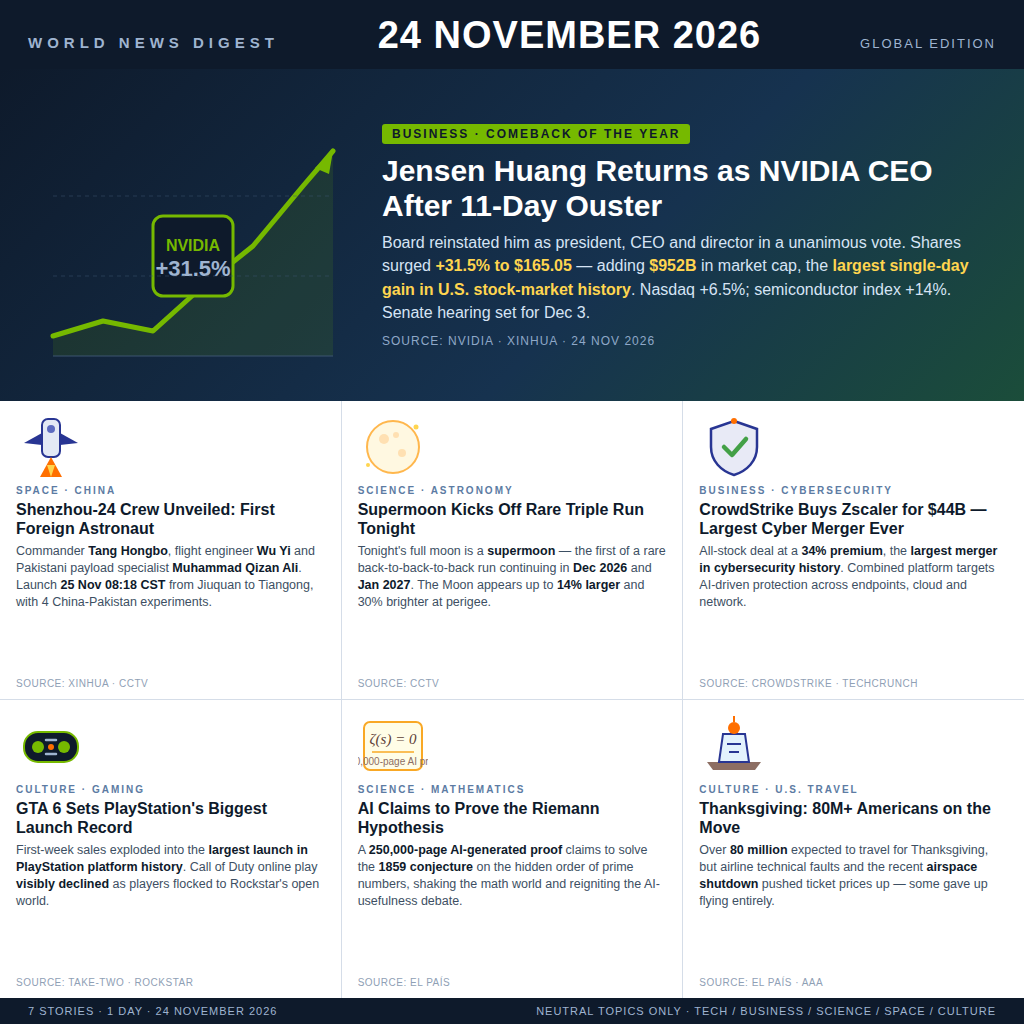 WORLD NEWS DIGEST
24 NOVEMBER 2026
GLOBAL EDITION
NVIDIA
+31.5%
BUSINESS · COMEBACK OF THE YEAR
Jensen Huang Returns as NVIDIA CEO
After 11-Day Ouster
Board reinstated him as president, CEO and director in a unanimous vote. Shares
surged +31.5% to $165.05 — adding $952B in market cap, the largest single-day
gain in U.S. stock-market history. Nasdaq +6.5%; semiconductor index +14%.
Senate hearing set for Dec 3.
SOURCE: NVIDIA · XINHUA · 24 NOV 2026
SPACE · CHINA
Shenzhou-24 Crew Unveiled: First
Foreign Astronaut
Commander Tang Hongbo, flight engineer Wu Yi and
Pakistani payload specialist Muhammad Qizan Ali.
Launch 25 Nov 08:18 CST from Jiuquan to Tiangong,
with 4 China-Pakistan experiments.
SOURCE: XINHUA · CCTV
SCIENCE · ASTRONOMY
Supermoon Kicks Off Rare Triple Run
Tonight
Tonight's full moon is a supermoon — the first of a rare
back-to-back-to-back run continuing in Dec 2026 and
Jan 2027. The Moon appears up to 14% larger and
30% brighter at perigee.
SOURCE: CCTV
BUSINESS · CYBERSECURITY
CrowdStrike Buys Zscaler for $44B —
Largest Cyber Merger Ever
All-stock deal at a 34% premium, the largest merger
in cybersecurity history. Combined platform targets
AI-driven protection across endpoints, cloud and
network.
SOURCE: CROWDSTRIKE · TECHCRUNCH
CULTURE · GAMING
GTA 6 Sets PlayStation's Biggest
Launch Record
First-week sales exploded into the largest launch in
PlayStation platform history. Call of Duty online play
visibly declined as players flocked to Rockstar's open
world.
SOURCE: TAKE-TWO · ROCKSTAR
ζ(s) = 0
0,000-page AI pr
SCIENCE · MATHEMATICS
AI Claims to Prove the Riemann
Hypothesis
A 250,000-page AI-generated proof claims to solve
the 1859 conjecture on the hidden order of prime
numbers, shaking the math world and reigniting the AI-
usefulness debate.
SOURCE: EL PAÍS
CULTURE · U.S. TRAVEL
Thanksgiving: 80M+ Americans on the
Move
Over 80 million expected to travel for Thanksgiving,
but airline technical faults and the recent airspace
shutdown pushed ticket prices up — some gave up
flying entirely.
SOURCE: EL PAÍS · AAA
7 STORIES · 1 DAY · 24 NOVEMBER 2026
NEUTRAL TOPICS ONLY · TECH / BUSINESS / SCIENCE / SPACE / CULTURE